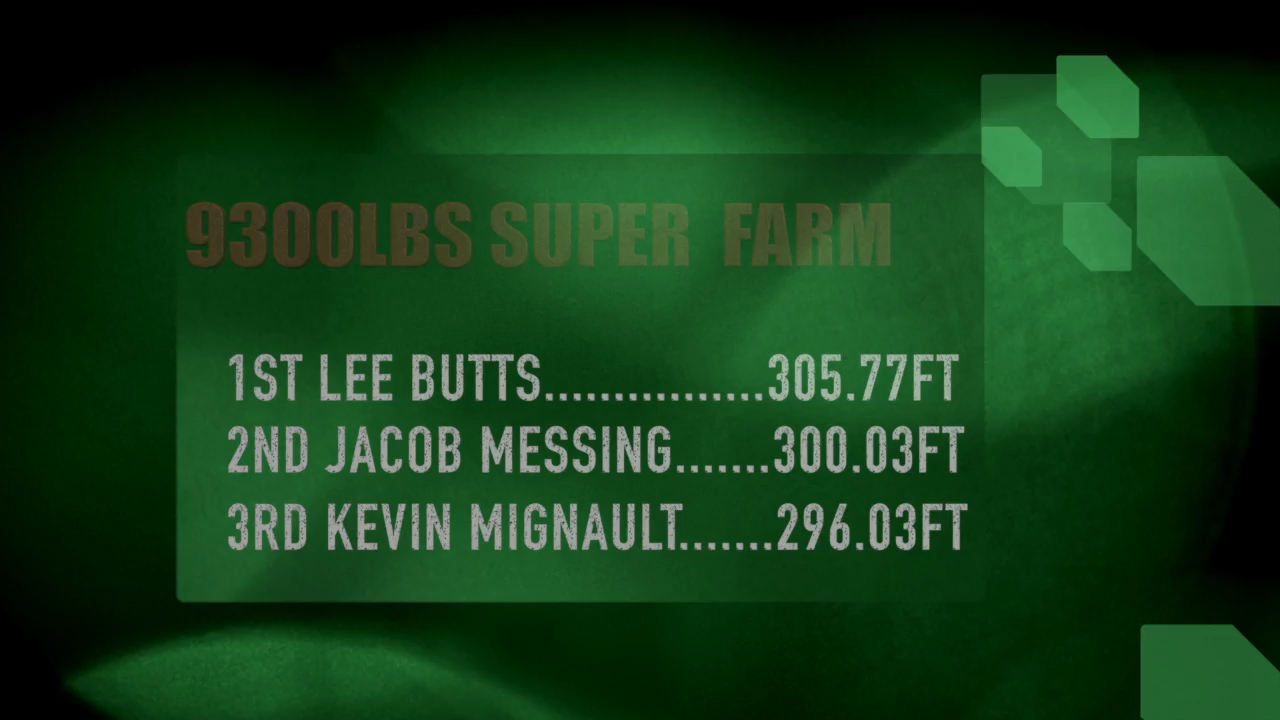 9300LBS SUPER FARM
1ST LEE BUTTS................305.77FT
2ND JACOB MESSING.......300.03FT
3RD KEVIN MIGNAULT.......296.03FT